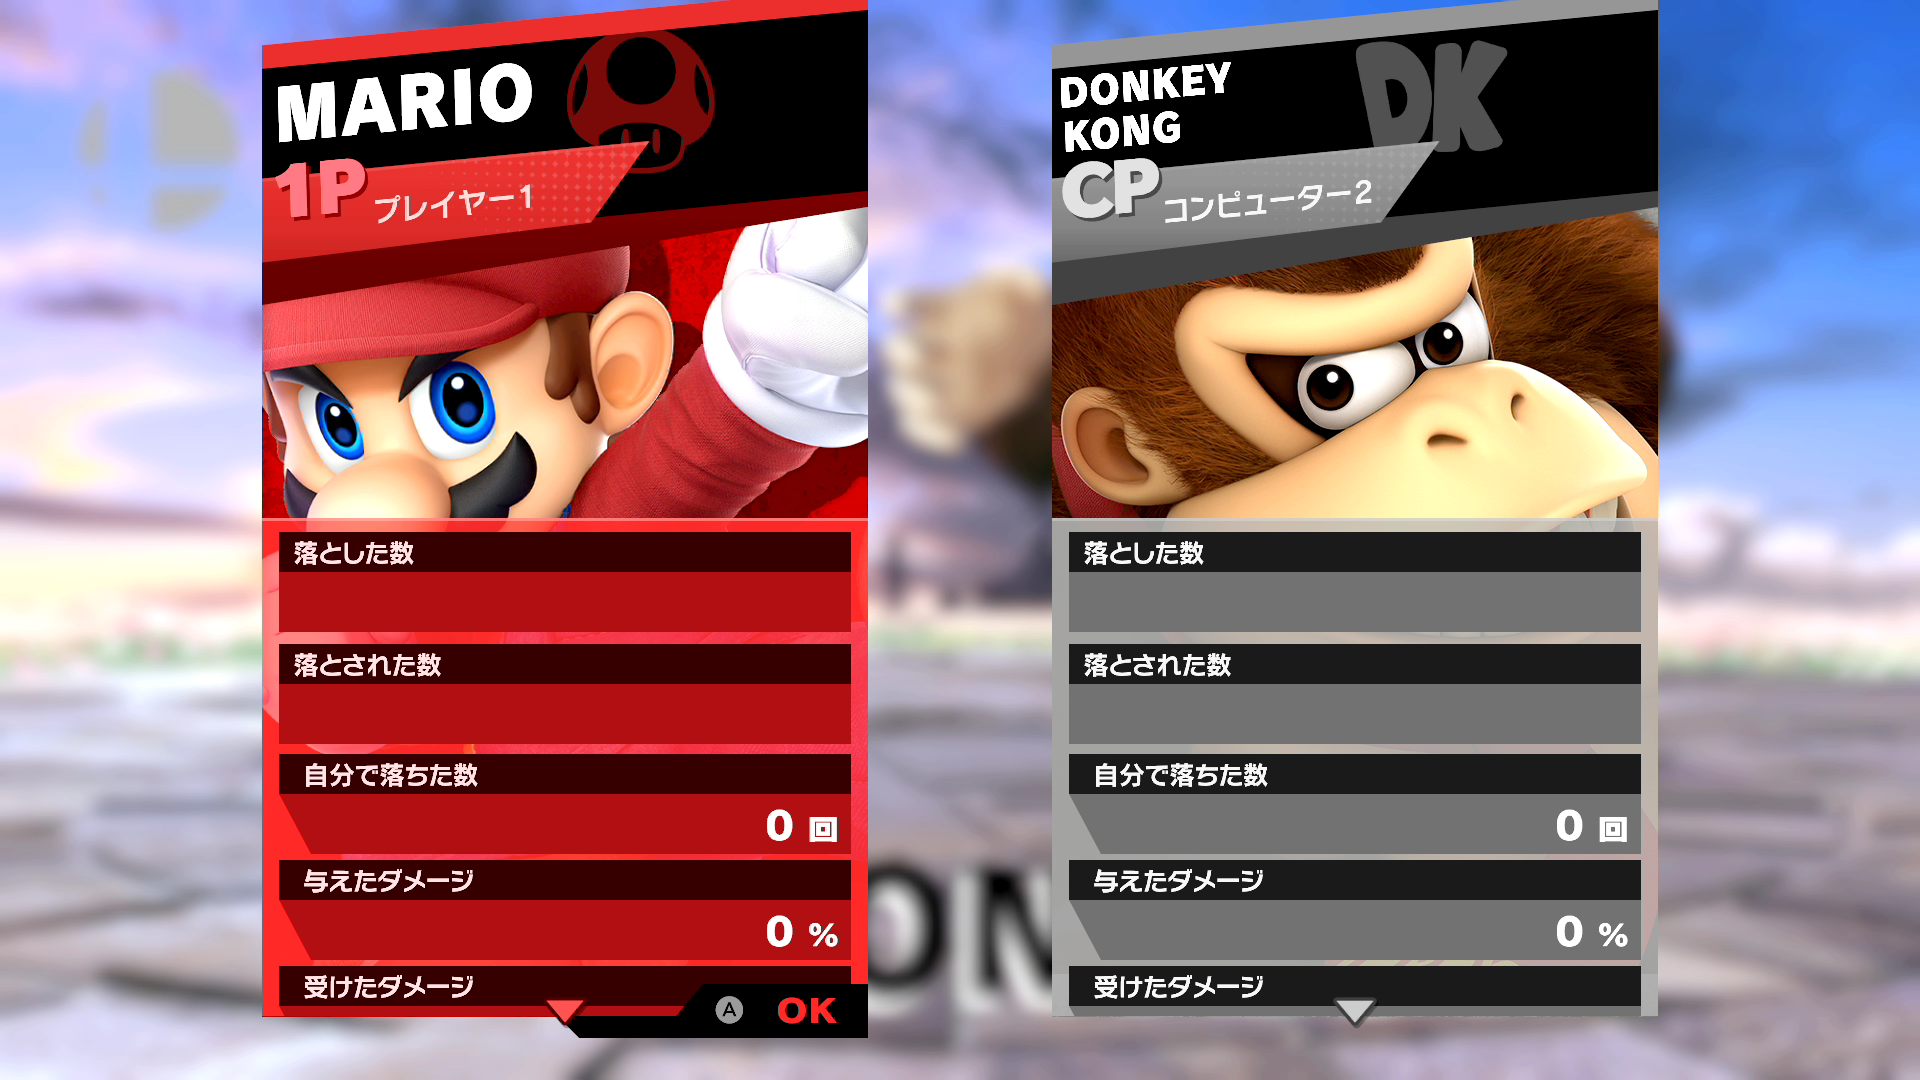 MARIO
1P プレイヤー1
落とした数
落とされた数
自分で落ちた数
0 回
与えたダメージ
0 %
受けたダメージ
A OK
DONKEY
KONG
DK
CP コンピューター2
落とした数
落とされた数
自分で落ちた数
0 回
与えたダメージ
0 %
受けたダメージ
ON